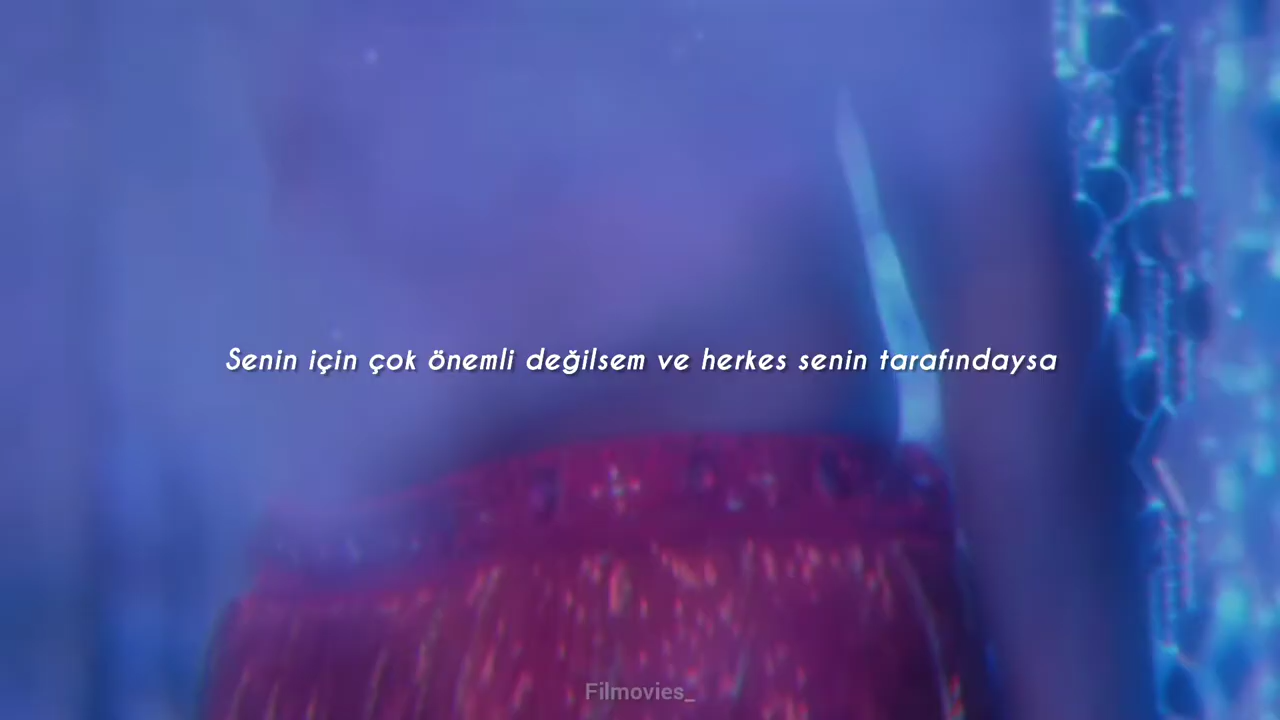 Senin için çok önemli değilsem ve herkes senin tarafındaysa
Filmovies_